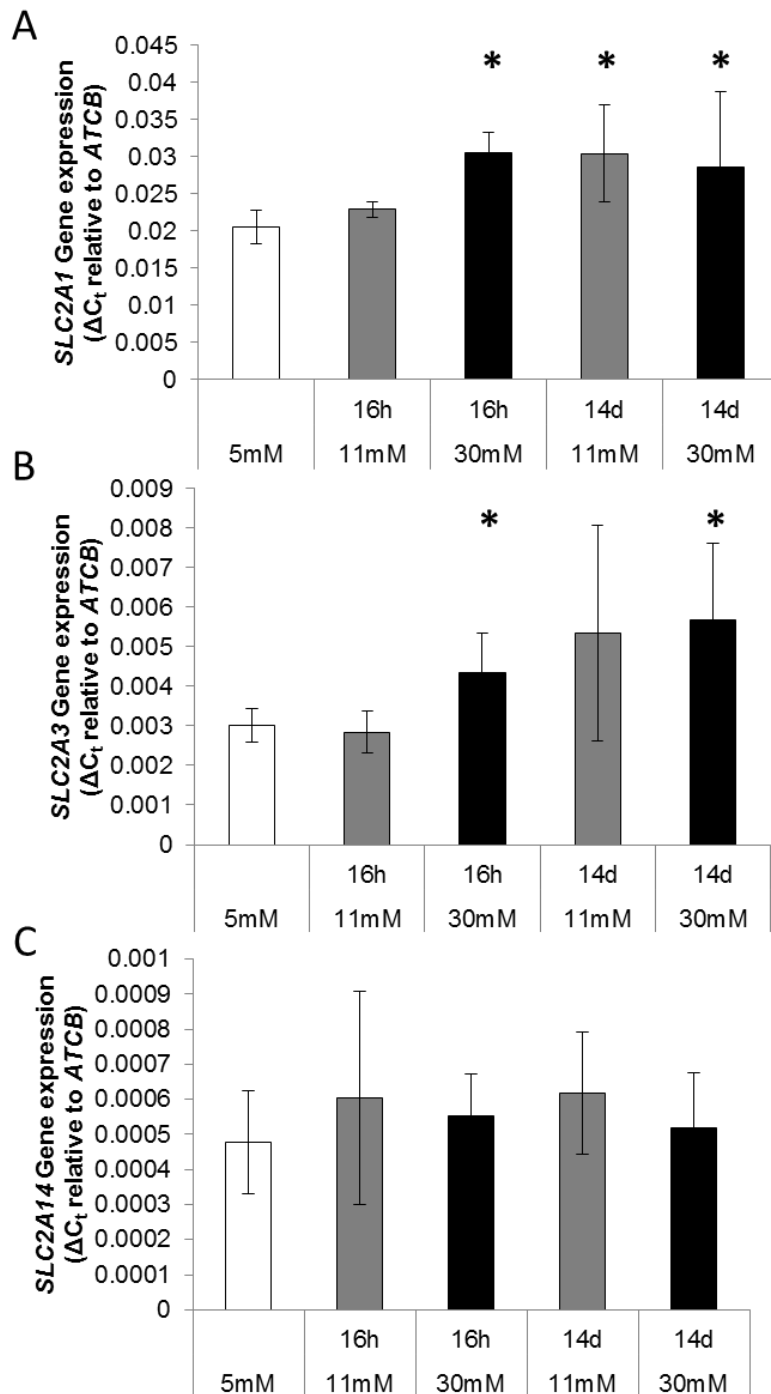 A
SLC2A1 Gene expression
(ΔCt relative to ATCB)
0.045
0.04
0.035
0.03
0.025
0.02
0.015
0.01
0.005
0
* * *
16h 16h 14d 14d
5mM 11mM 30mM 11mM 30mM
B
SLC2A3 Gene expression
(ΔCt relative to ATCB)
0.009
0.008
0.007
0.006
0.005
0.004
0.003
0.002
0.001
0
* *
16h 16h 14d 14d
5mM 11mM 30mM 11mM 30mM
C
SLC2A14 Gene expression
(ΔCt relative to ATCB)
0.001
0.0009
0.0008
0.0007
0.0006
0.0005
0.0004
0.0003
0.0002
0.0001
0
16h 16h 14d 14d
5mM 11mM 30mM 11mM 30mM